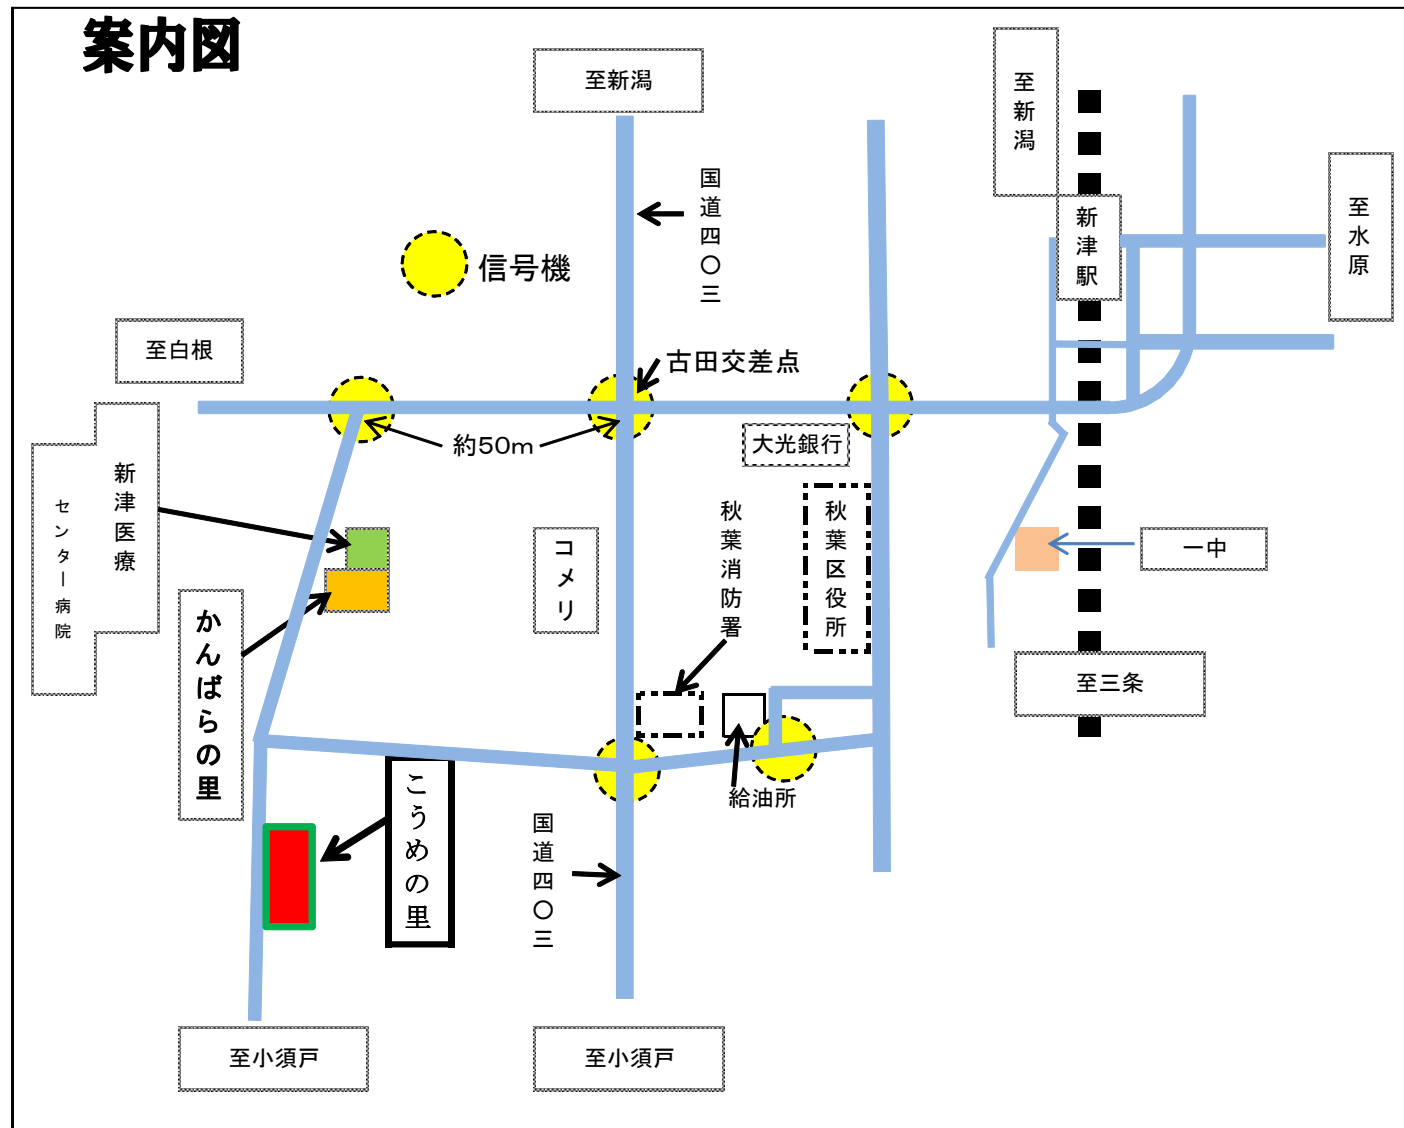 案内図
至新潟
至新潟
国道四〇三
新津駅
至水原
信号機
至白根
古田交差点
約50m
大光銀行
新津医療
センター病院
コメリ
秋葉消防署
秋葉区役所
一中
かんばらの里
至三条
こうめの里
給油所
国道四〇三
至小須戸
至小須戸